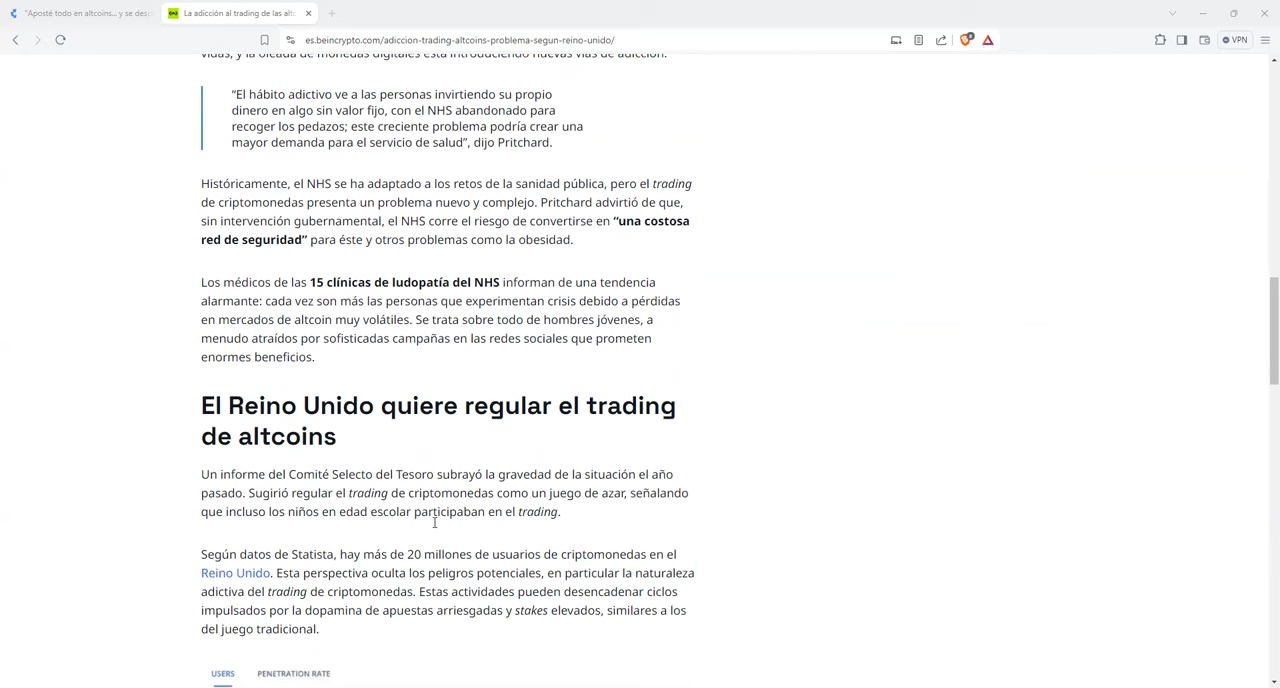 "Aposté todo en altcoins... y se des
La adicción al trading de las alt
es.beincrypto.com/adiccion-trading-altcoins-problema-segun-reino-unido/
VPN
vidas, y la oleada de monedas digitales está introduciendo nuevas vías de adicción.
“El hábito adictivo ve a las personas invirtiendo su propio
dinero en algo sin valor fijo, con el NHS abandonado para
recoger los pedazos; este creciente problema podría crear una
mayor demanda para el servicio de salud”, dijo Pritchard.
Históricamente, el NHS se ha adaptado a los retos de la sanidad pública, pero el trading
de criptomonedas presenta un problema nuevo y complejo. Pritchard advirtió de que,
sin intervención gubernamental, el NHS corre el riesgo de convertirse en “una costosa
red de seguridad” para éste y otros problemas como la obesidad.
Los médicos de las 15 clínicas de ludopatía del NHS informan de una tendencia
alarmante: cada vez son más las personas que experimentan crisis debido a pérdidas
en mercados de altcoin muy volátiles. Se trata sobre todo de hombres jóvenes, a
menudo atraídos por sofisticadas campañas en las redes sociales que prometen
enormes beneficios.
El Reino Unido quiere regular el trading
de altcoins
Un informe del Comité Selecto del Tesoro subrayó la gravedad de la situación el año
pasado. Sugirió regular el trading de criptomonedas como un juego de azar, señalando
que incluso los niños en edad escolar participaban en el trading.
Según datos de Statista, hay más de 20 millones de usuarios de criptomonedas en el
Reino Unido. Esta perspectiva oculta los peligros potenciales, en particular la naturaleza
adictiva del trading de criptomonedas. Estas actividades pueden desencadenar ciclos
impulsados por la dopamina de apuestas arriesgadas y stakes elevados, similares a los
del juego tradicional.
USERS PENETRATION RATE